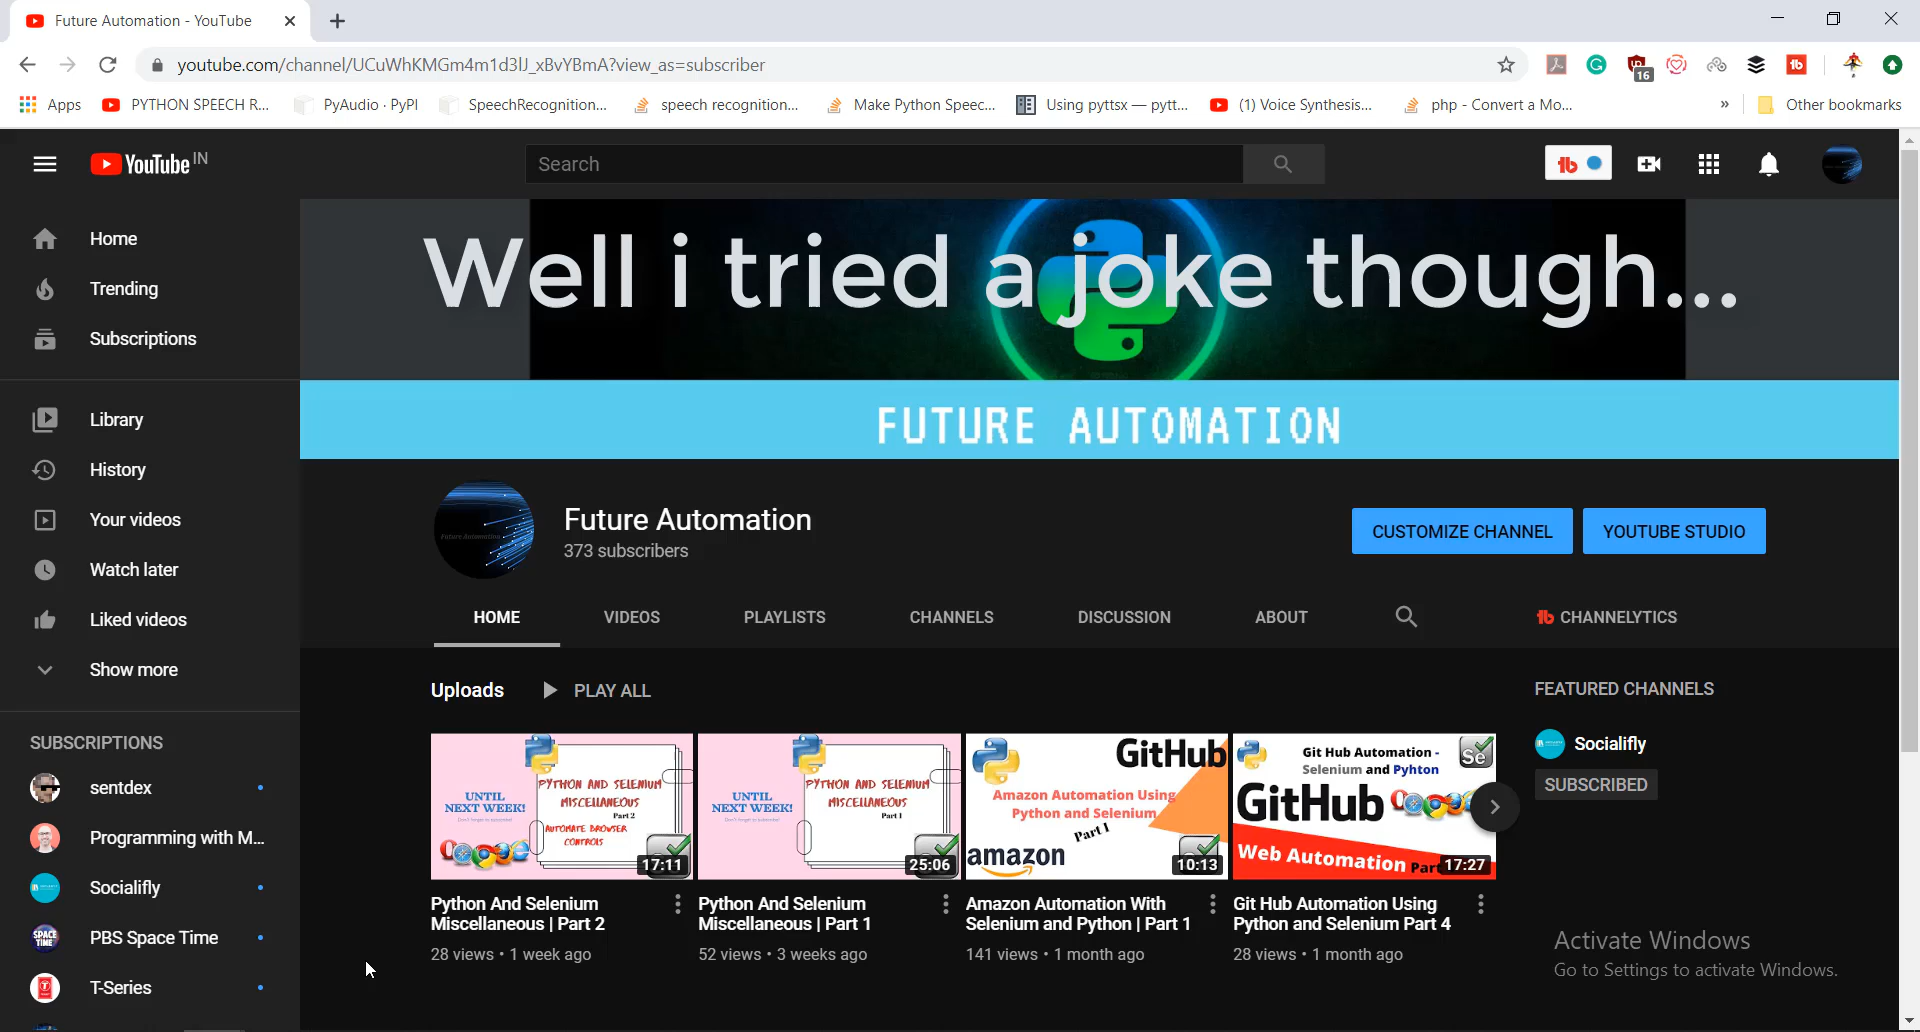 Future Automation - YouTube
youtube.com/channel/UCuWhKMGm4m1d3lJ_xBvYBmA?view_as=subscriber
16
Apps
PYTHON SPEECH R...
PyAudio · PyPI
SpeechRecognition...
speech recognition...
Make Python Speec...
Using pyttsx — pytt...
(1) Voice Synthesis...
php - Convert a Mo...
»
Other bookmarks
YouTube IN
Search
Home
Trending
Subscriptions
Library
History
Your videos
Watch later
Liked videos
Show more
SUBSCRIPTIONS
sentdex
Programming with M...
Socialifly
PBS Space Time
T-Series
Well i tried a joke though...
FUTURE AUTOMATION
Future Automation
373 subscribers
CUSTOMIZE CHANNEL
YOUTUBE STUDIO
HOME
VIDEOS
PLAYLISTS
CHANNELS
DISCUSSION
ABOUT
CHANNELYTICS
Uploads
PLAY ALL
UNTIL
NEXT WEEK!
PYTHON AND SELENIUM
MISCELLANEOUS
Part 2
AUTOMATE BROWSER
CONTROLS
17:11
Python And Selenium
Miscellaneous | Part 2
28 views • 1 week ago
UNTIL
NEXT WEEK!
PYTHON AND SELENIUM
MISCELLANEOUS
Part 1
25:06
Python And Selenium
Miscellaneous | Part 1
52 views • 3 weeks ago
GitHub
Amazon Automation Using
Python and Selenium
Part 1
amazon
10:13
Amazon Automation With
Selenium and Python | Part 1
141 views • 1 month ago
Git Hub Automation -
Selenium and Pyhton
Se
GitHub
Web Automation Par
17:27
Git Hub Automation Using
Python and Selenium Part 4
28 views • 1 month ago
FEATURED CHANNELS
Socialifly
SUBSCRIBED
Activate Windows
Go to Settings to activate Windows.